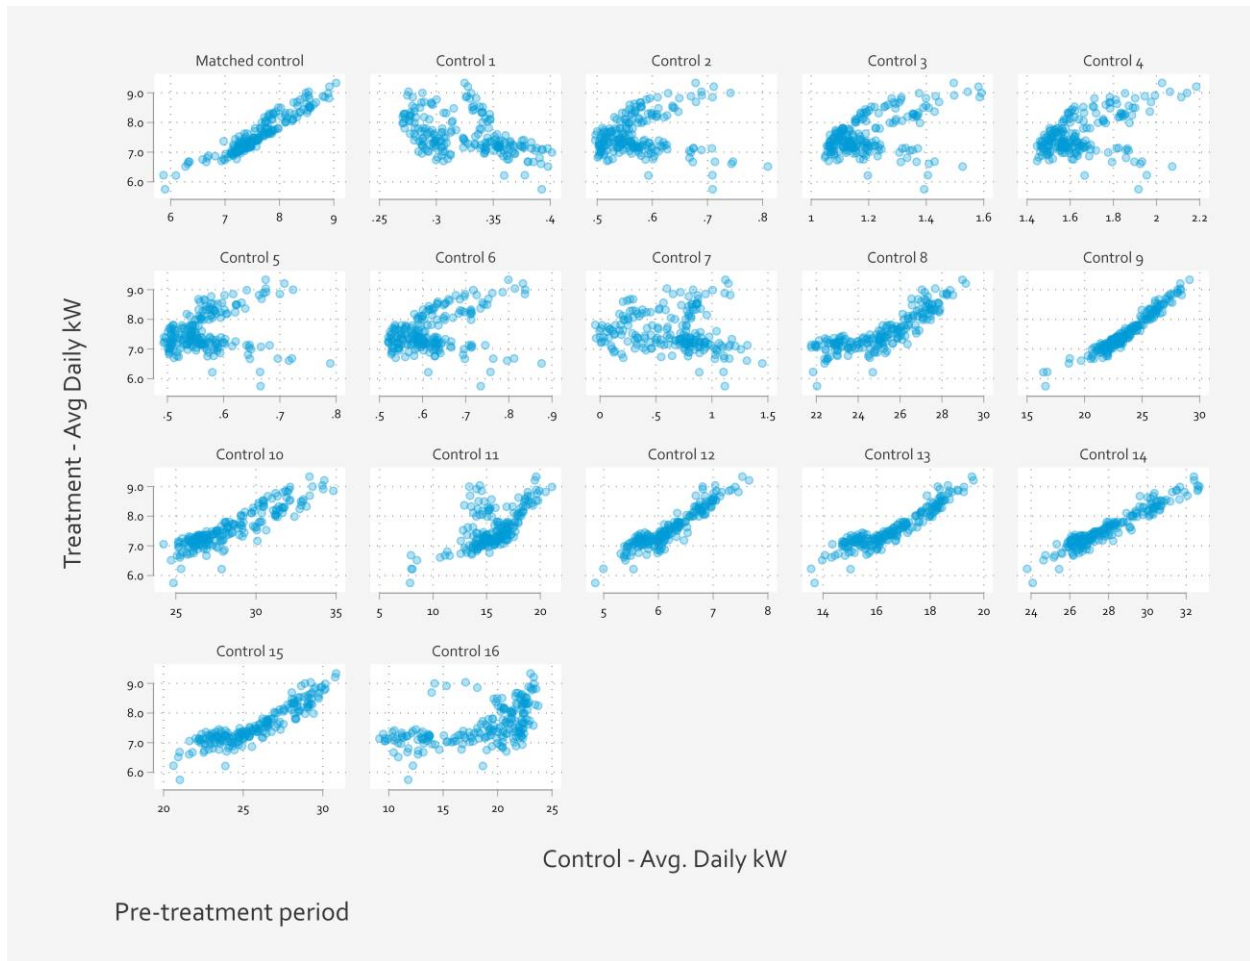 Matched control Control 1 Control 2 Control 3 Control 4
9.0
8.0
7.0
6.0
6 7 8 9 .25 .3 .35 .4 .5 .6 .7 .8 1 1.2 1.4 1.6 1.4 1.6 1.8 2 2.2
Control 5 Control 6 Control 7 Control 8 Control 9
9.0
8.0
7.0
6.0
.5 .6 .7 .8 .5 .6 .7 .8 .9 0 .5 1 1.5 22 24 26 28 30 15 20 25 30
Treatment - Avg Daily kW
Control 10 Control 11 Control 12 Control 13 Control 14
9.0
8.0
7.0
6.0
25 30 35 5 10 15 20 5 6 7 8 14 16 18 20 24 26 28 30 32
Control 15 Control 16
9.0
8.0
7.0
6.0
20 25 30 10 15 20 25
Control - Avg. Daily kW
Pre-treatment period